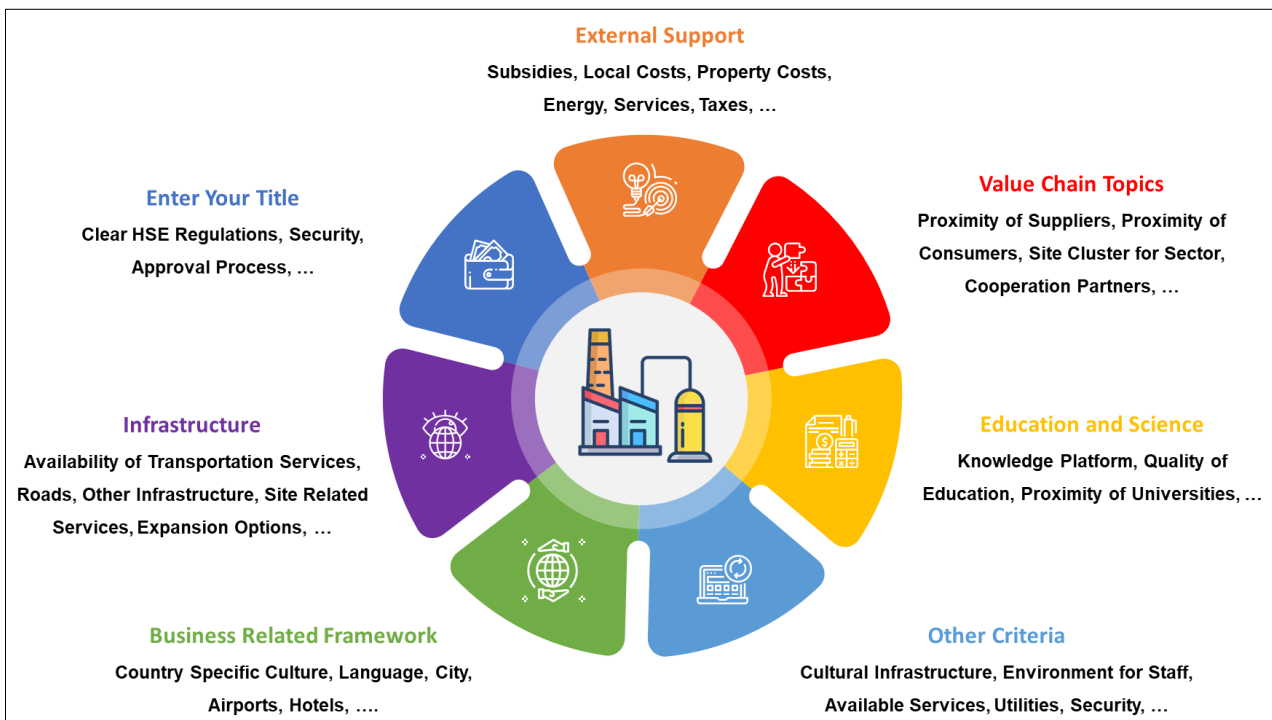 External Support
Subsidies, Local Costs, Property Costs,
Energy, Services, Taxes, …
Enter Your Title
Clear HSE Regulations, Security,
Approval Process, …
Value Chain Topics
Proximity of Suppliers, Proximity of
Consumers, Site Cluster for Sector,
Cooperation Partners, …
Infrastructure
Availability of Transportation Services,
Roads, Other Infrastructure, Site Related
Services, Expansion Options, …
Education and Science
Knowledge Platform, Quality of
Education, Proximity of Universities, …
Business Related Framework
Country Specific Culture, Language, City,
Airports, Hotels, ….
Other Criteria
Cultural Infrastructure, Environment for Staff,
Available Services, Utilities, Security, …